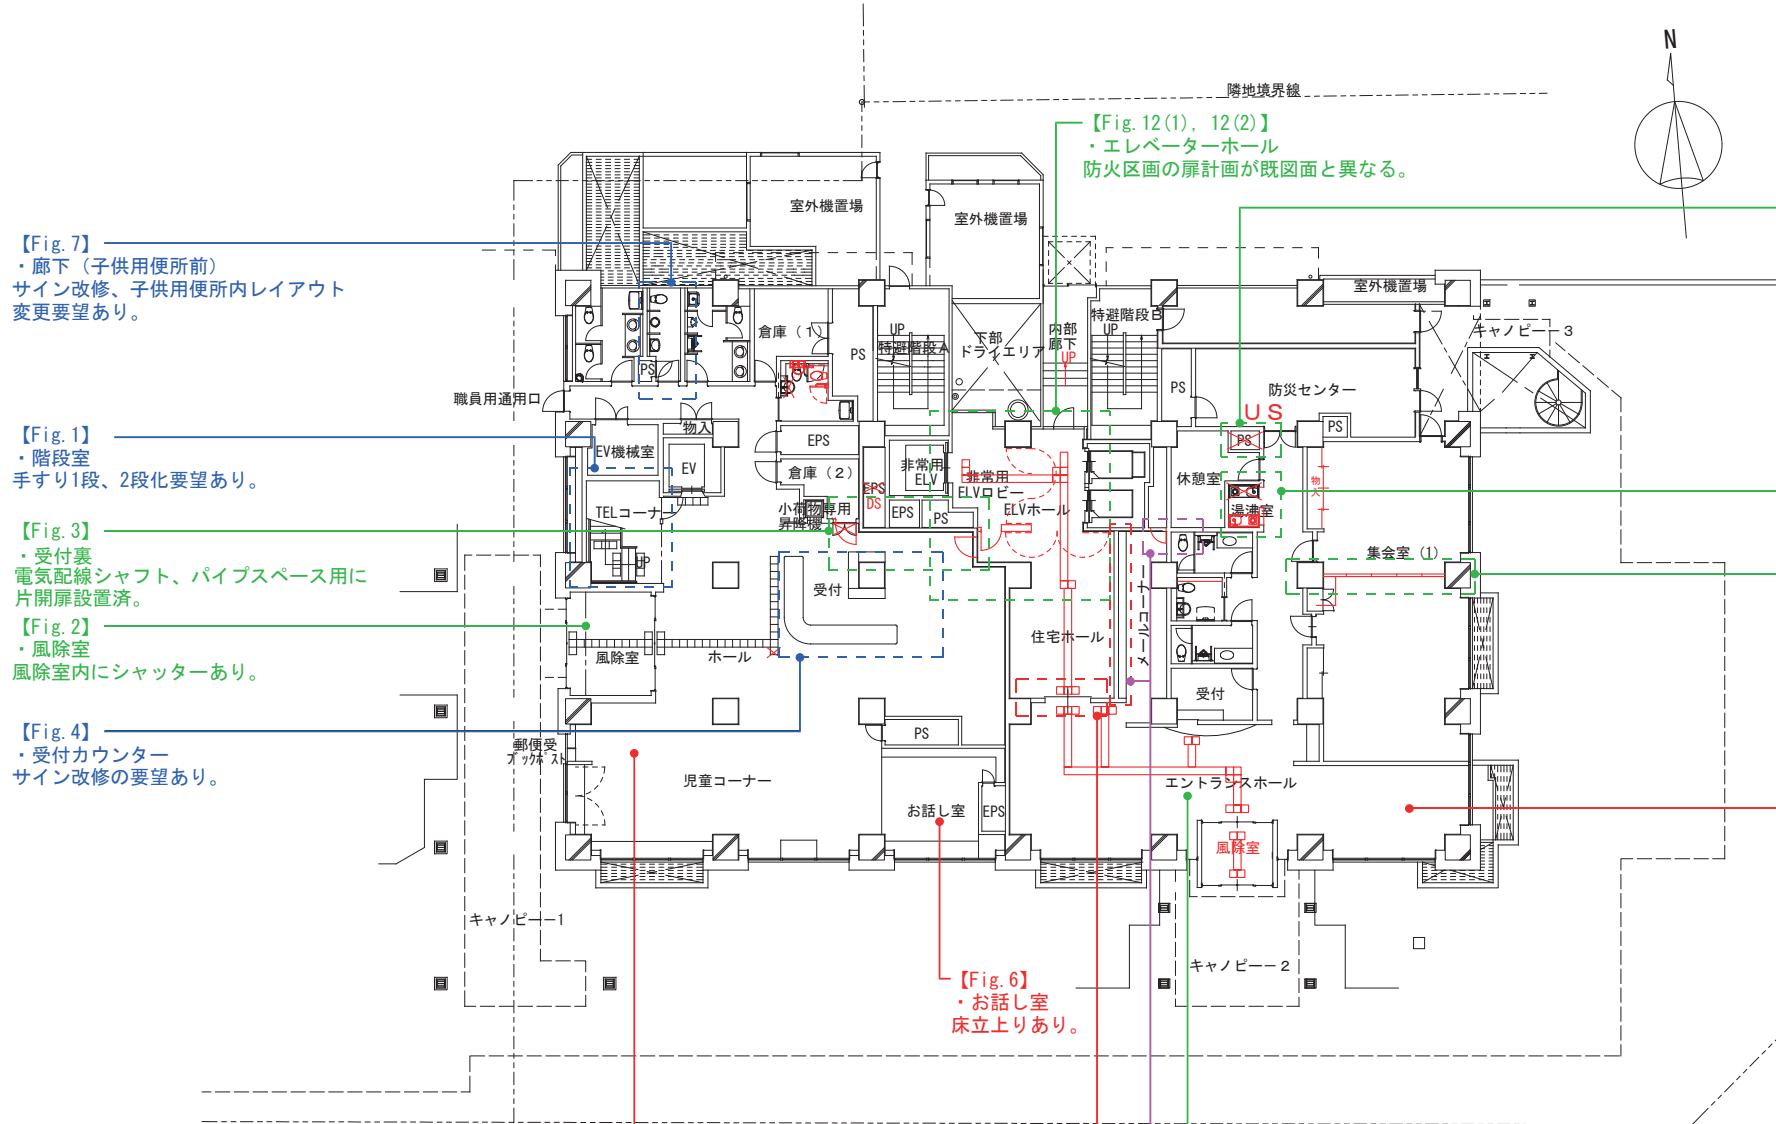 N
隣地境界線
【Fig.12(1), 12(2)】
・エレベーターホール
防火区画の扉計画が既図面と異なる。
室外機置場
室外機置場
【Fig.7】
・廊下（子供用便所前）
サイン改修、子供用便所内レイアウト
変更要望あり。
室外機置場
キャノピー－3
倉庫（1）
UP
特避階段A
PS
下部
ドライエリア
内部
廊下
UP
特避階段B
UP
PS
PS
防災センター
職員用通用口
US
PS
PS
【Fig.1】
・階段室
手すり1段、2段化要望あり。
物入
EV機械室
EV
EPS
倉庫（2）
非常用
ELV
非常用
ELVロビー
休憩室
物入
TELコーナー
小荷物専用
昇降機
EPS
DS
EPS
PS
ELVホール
湯沸室
【Fig.3】
・受付裏
電気配線シャフト、パイプスペース用に
片開扉設置済。
集会室（1）
受付
メールコーナー
【Fig.2】
・風除室
風除室内にシャッターあり。
風除室
ホール
住宅ホール
受付
【Fig.4】
・受付カウンター
サイン改修の要望あり。
郵便受
ブックポスト
PS
児童コーナー
エントランスホール
お話し室
EPS
風除室
キャノピー－1
キャノピー－2
【Fig.6】
・お話し室
床立上りあり。